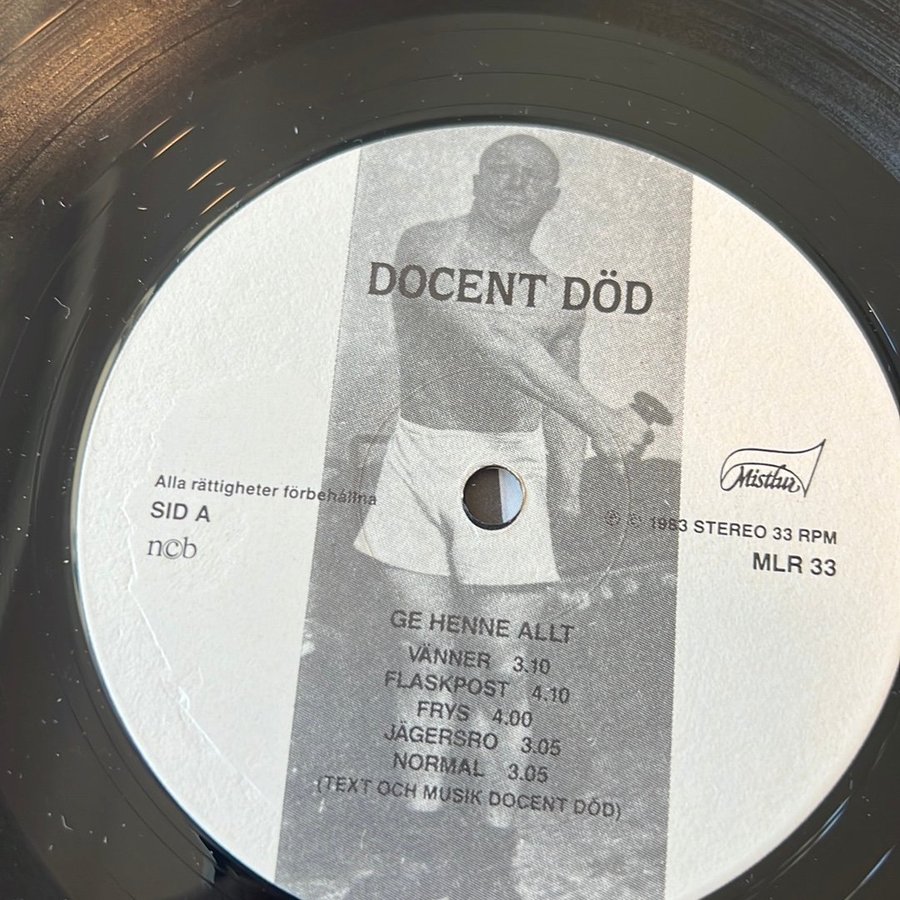 DOCENT DÖD
Mistlur
Alla rättigheter förbehållna
SID A
ncb
℗ © 1983 STEREO 33 RPM
MLR 33
GE HENNE ALLT
VÄNNER 3.10
FLASKPOST 4.10
FRYS 4.00
JÄGERSRO 3.05
NORMAL 3.05
(TEXT OCH MUSIK DOCENT DÖD)